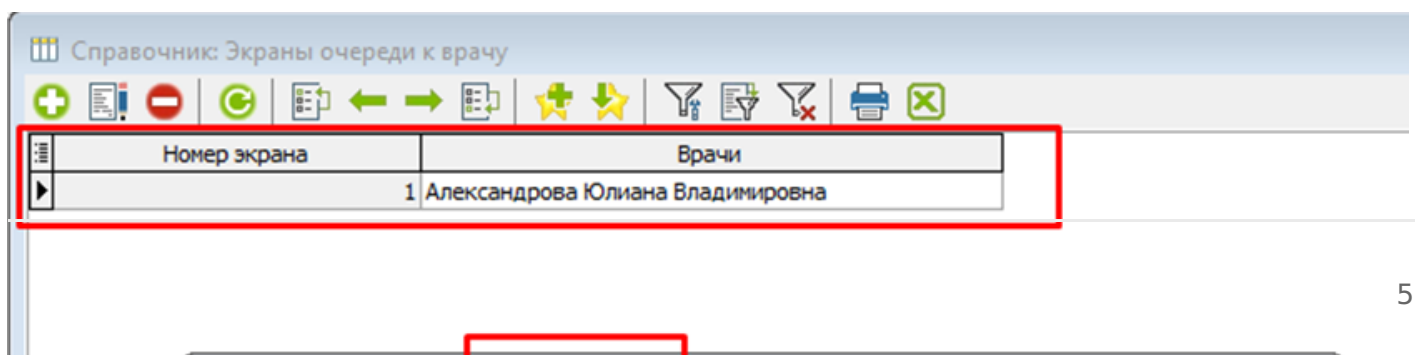 Справочник: Экраны очереди к врачу
Номер экрана Врачи
1 Александрова Юлиана Владимировна
5